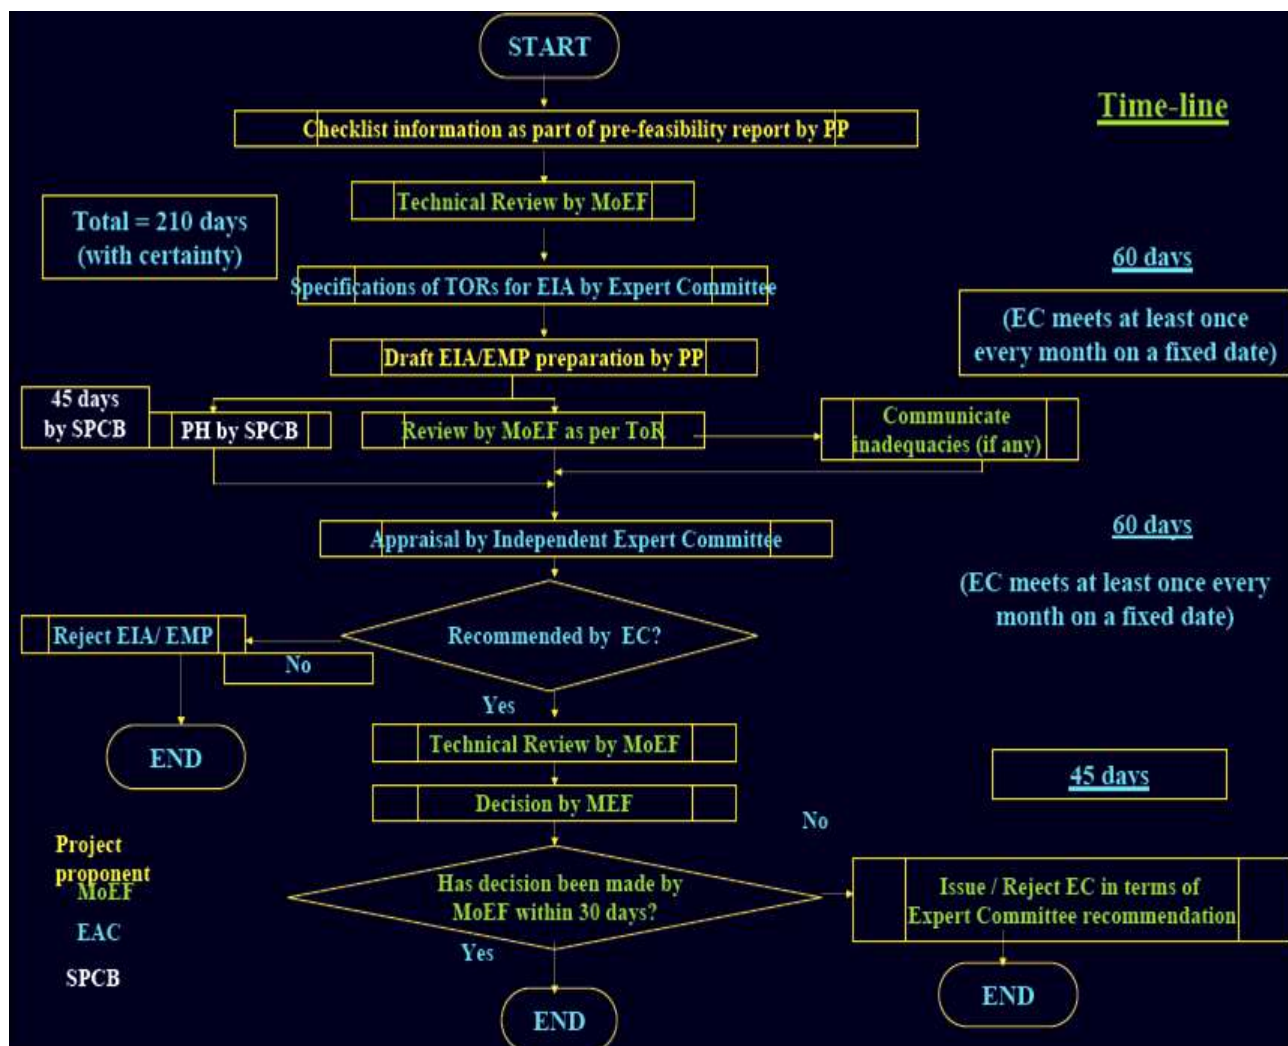 START
Time-line
Checklist information as part of pre-feasibility report by PP
Technical Review by MoEF
Total = 210 days
(with certainty)
60 days
Specifications of TORs for EIA by Expert Committee
(EC meets at least once
every month on a fixed date)
Draft EIA/EMP preparation by PP
45 days
by SPCB
PH by SPCB
Review by MoEF as per ToR
Communicate
inadequacies (if any)
Appraisal by Independent Expert Committee
60 days
(EC meets at least once every
month on a fixed date)
Recommended by EC?
Reject EIA/ EMP
No
Yes
Technical Review by MoEF
END
45 days
Decision by MEF
No
Project
proponent
MoEF
EAC
SPCB
Has decision been made by
MoEF within 30 days?
Issue / Reject EC in terms of
Expert Committee recommendation
Yes
END
END